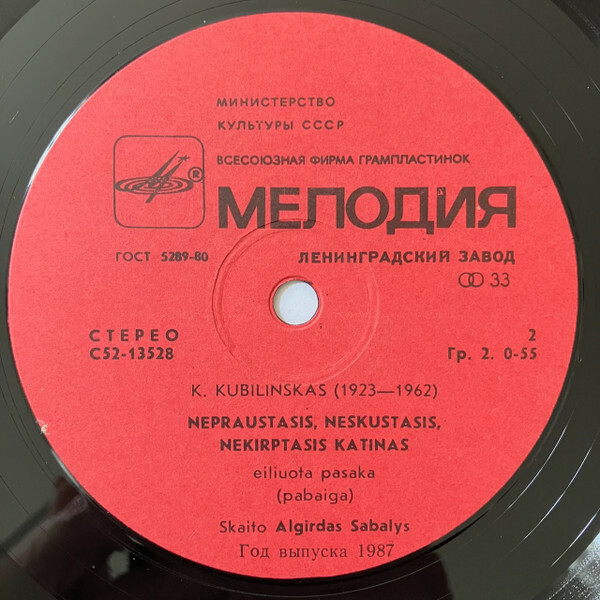 МИНИСТЕРСТВО
КУЛЬТУРЫ СССР
ВСЕСОЮЗНАЯ ФИРМА ГРАМПЛАСТИНОК
® МЕЛОДИЯ
ГОСТ 5289-80 ЛЕНИНГРАДСКИЙ ЗАВОД
33
СТЕРЕО 2
С52-13528 Гр. 2. 0-55
K. KUBILINSKAS (1923—1962)
NEPRAUSTASIS, NESKUSTASIS,
NEKIRPTASIS KATINAS
eiliuota pasaka
(pabaiga)
Skaito Algirdas Sabalys
Год выпуска 1987